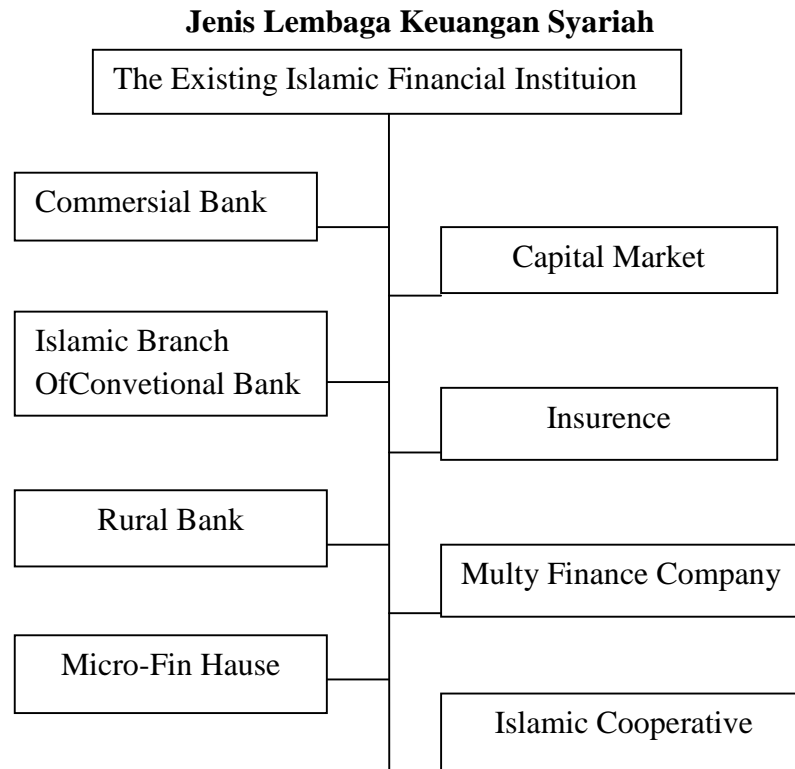 Jenis Lembaga Keuangan Syariah
The Existing Islamic Financial Instituion
Commersial Bank
Capital Market
Islamic Branch
OfConvetional Bank
Insurence
Rural Bank
Multy Finance Company
Micro-Fin Hause
Islamic Cooperative